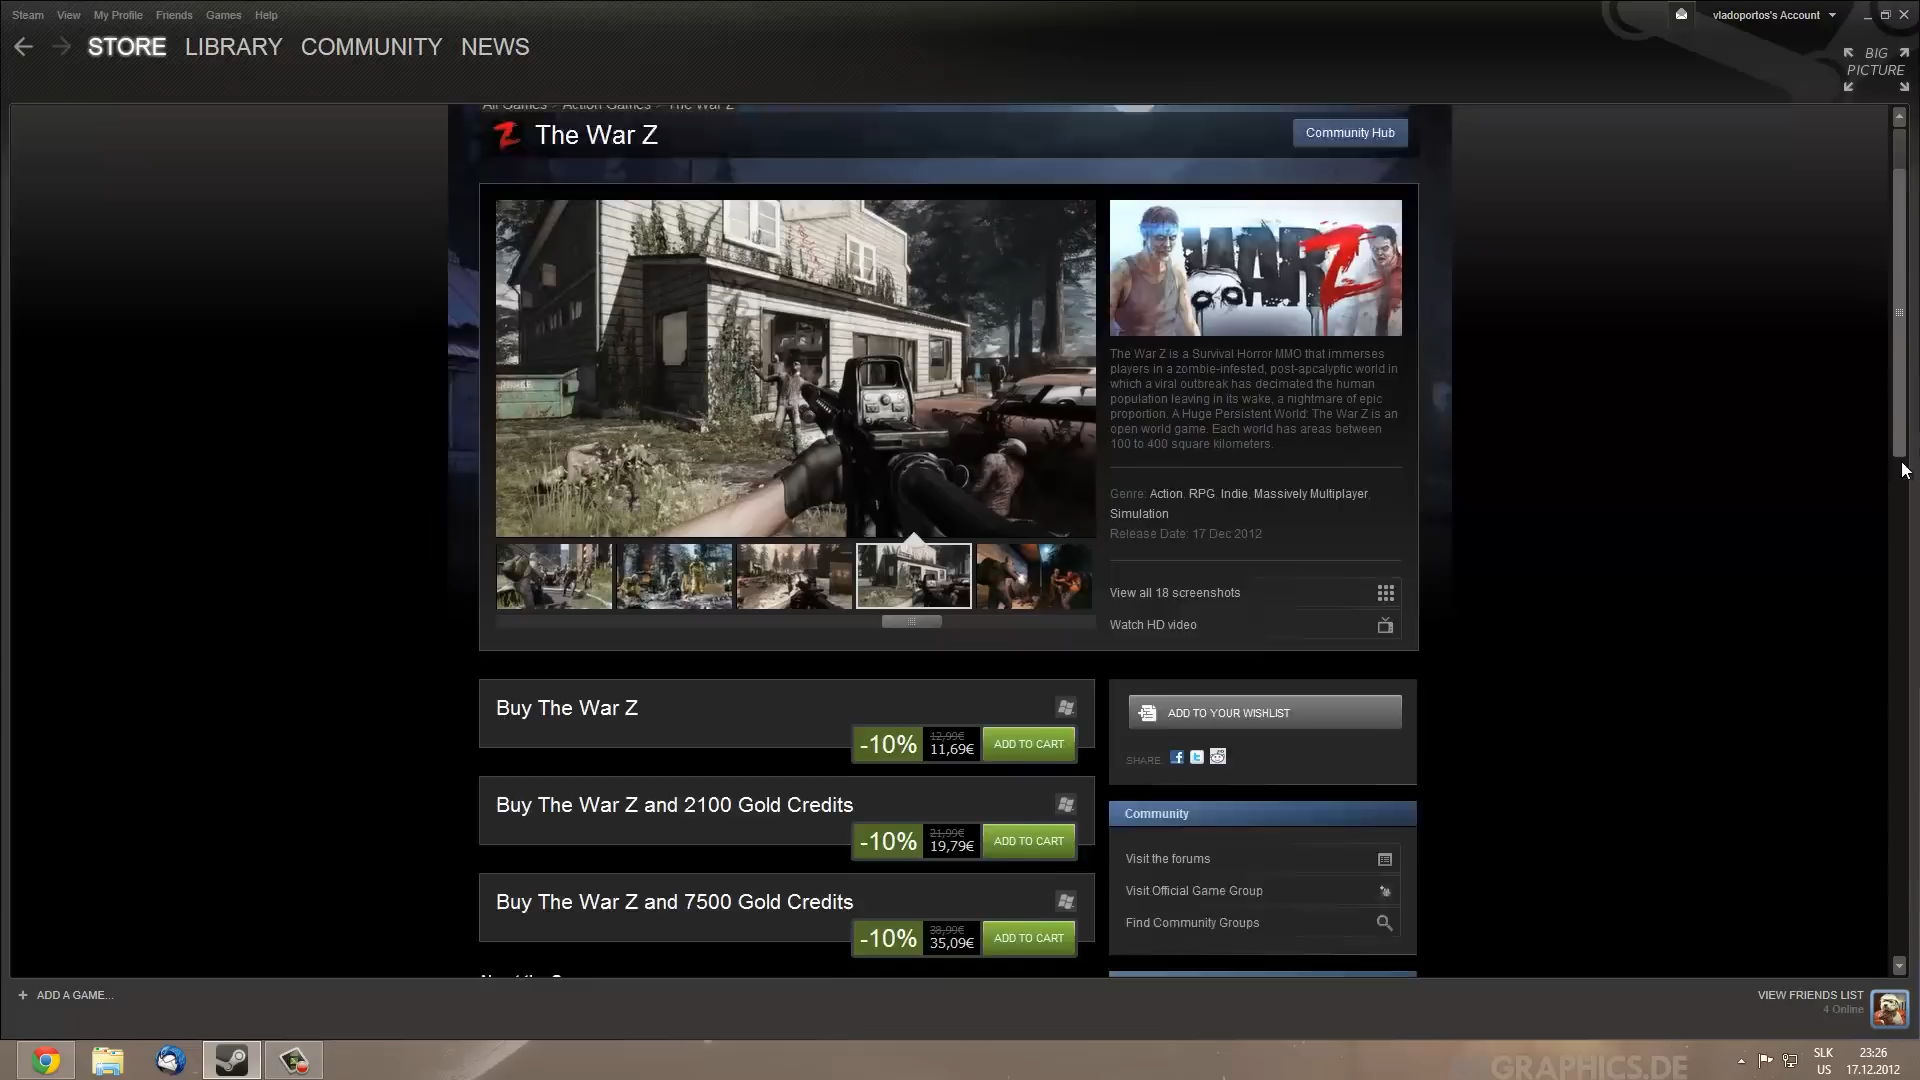 Steam View My Profile Friends Games Help
vladoportos's Account
STORE LIBRARY COMMUNITY NEWS
BIG
PICTURE
All Games > Action Games > The War Z
The War Z
Community Hub
WAR Z
The War Z is a Survival Horror MMO that immerses
players in a zombie-infested, post-apcalyptic world in
which a viral outbreak has decimated the human
population leaving in its wake, a nightmare of epic
proportion. A Huge Persistent World: The War Z is an
open world game. Each world has areas between
100 to 400 square kilometers.
Genre: Action, RPG, Indie, Massively Multiplayer,
Simulation
Release Date: 17 Dec 2012
View all 18 screenshots
Watch HD video
Buy The War Z
-10% 12,99€ 11,69€ ADD TO CART
Buy The War Z and 2100 Gold Credits
-10% 21,99€ 19,79€ ADD TO CART
Buy The War Z and 7500 Gold Credits
-10% 38,99€ 35,09€ ADD TO CART
ADD TO YOUR WISHLIST
SHARE:
Community
Visit the forums
Visit Official Game Group
Find Community Groups
+ ADD A GAME...
VIEW FRIENDS LIST
4 Online
GRAPHICS.DE
SLK
US
23:26
17.12.2012